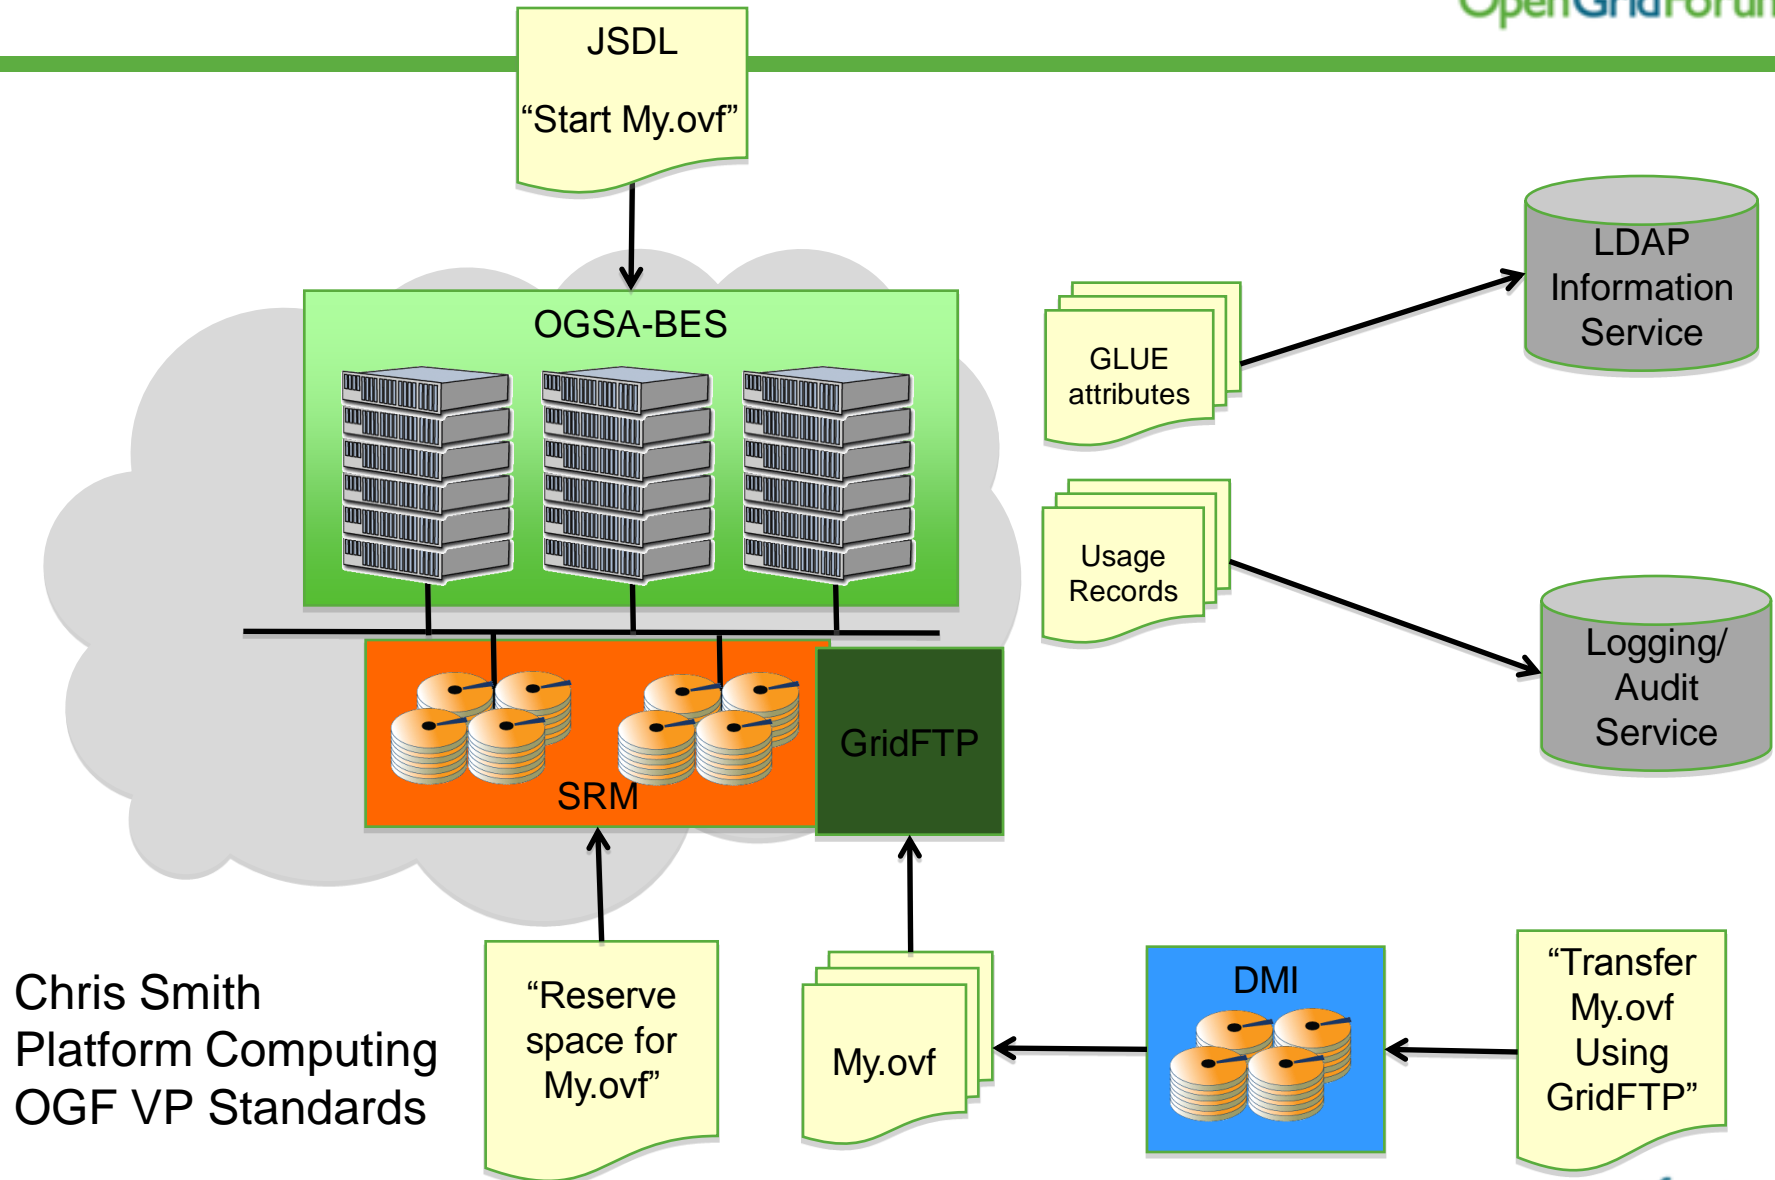 OpenGridForum
JSDL
“Start My.ovf”
OGSA-BES
GLUE
attributes
LDAP
Information
Service
Usage
Records
Logging/
Audit
Service
GridFTP
SRM
Chris Smith
Platform Computing
OGF VP Standards
“Reserve
space for
My.ovf”
My.ovf
DMI
“Transfer
My.ovf
Using
GridFTP”